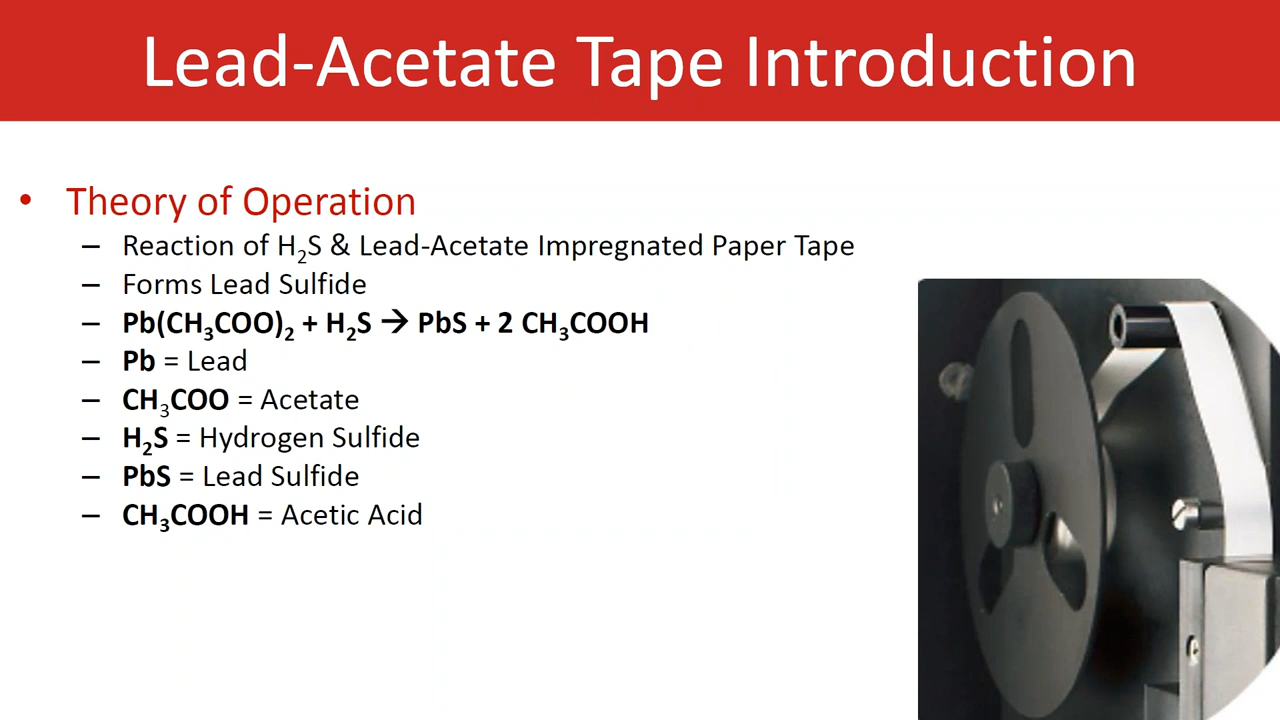 Lead-Acetate Tape Introduction
• Theory of Operation
– Reaction of H₂S & Lead-Acetate Impregnated Paper Tape
– Forms Lead Sulfide
– Pb(CH₃COO)₂ + H₂S → PbS + 2 CH₃COOH
– Pb = Lead
– CH₃COO = Acetate
– H₂S = Hydrogen Sulfide
– PbS = Lead Sulfide
– CH₃COOH = Acetic Acid